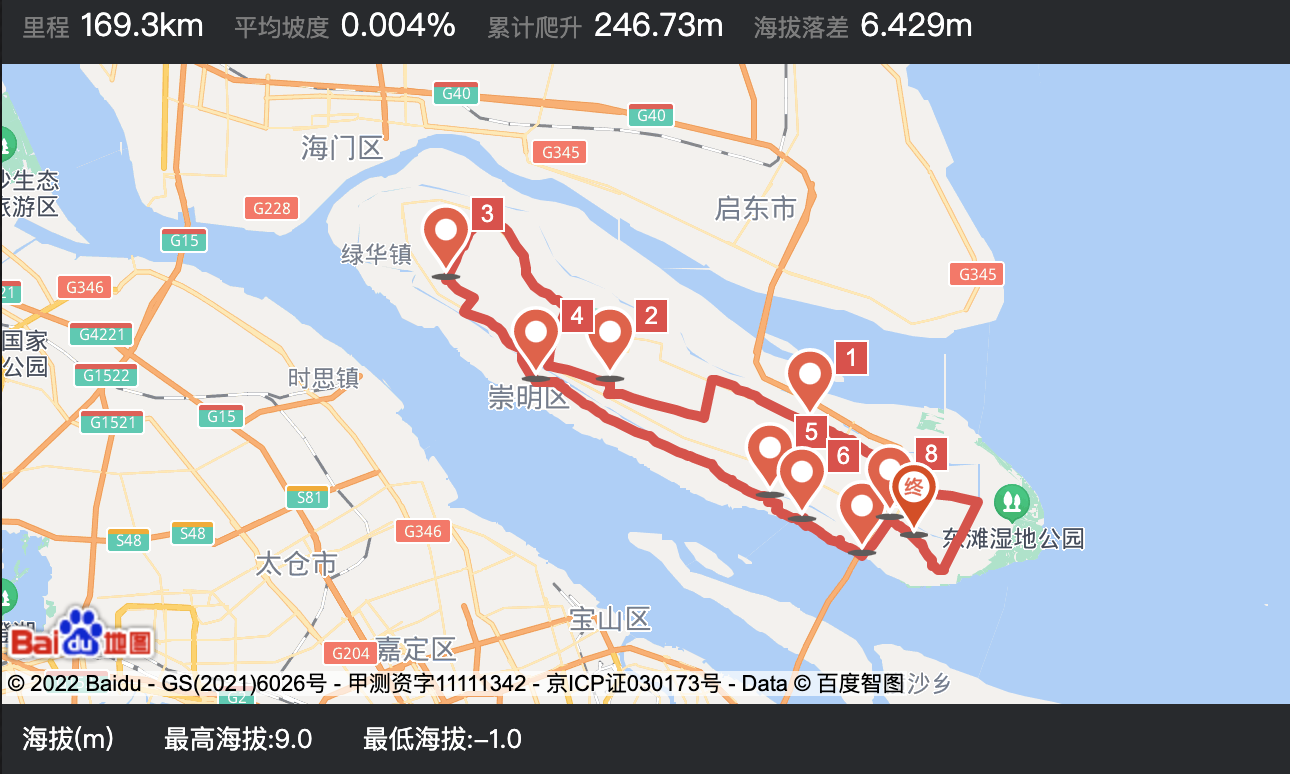 里程 169.3km 平均坡度 0.004% 累计爬升 246.73m 海拔落差 6.429m
G40
G40
海门区
G345
沙生态
旅游区
G228
3
启东市
G15
绿华镇
G345
G346
21
4
2
G4221
国家
公园
1
G1522
时思镇
崇明区
G15
G1521
5
6
8
终
S81
G346
S48
S48
东滩湿地公园
太仓市
宝山区
Bai du 地图
G204
嘉定区
© 2022 Baidu - GS(2021)6026号 - 甲测资字11111342 - 京ICP证030173号 - Data © 百度智图
沙乡
G2
海拔(m) 最高海拔:9.0 最低海拔:–1.0